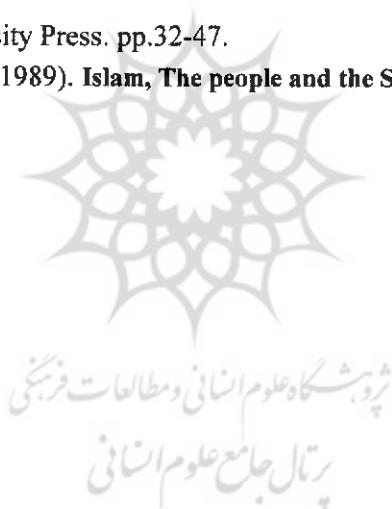 sity Press. pp.32-47.
1989). Islam, The people and the S
پژوهشگاه علوم انسانی و مطالعات فرهنگی
پرتال جامع علوم انسانی